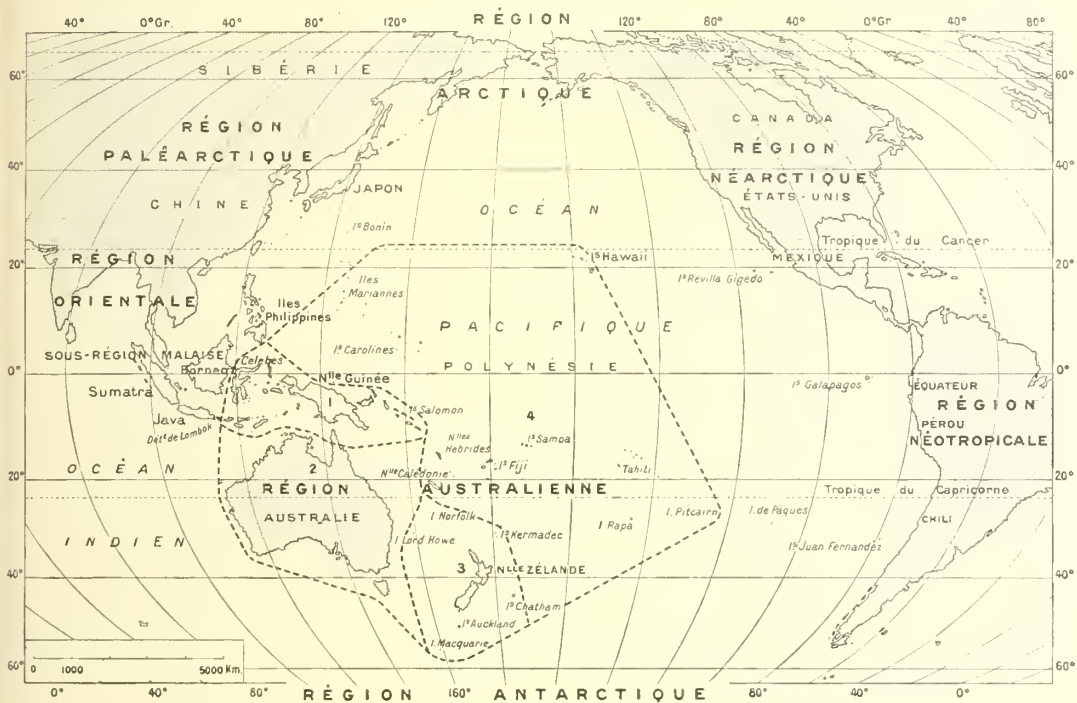 RÉGION
40° 0°Gr. 40° 80° 120° 120° 80° 40° 0°Gr 40° 80°
SIBÉRIE
60° 60°
ARCTIQUE
CANADA
RÉGION RÉGION
PALÉARCTIQUE
NÉARCTIQUE
40° 40°
JAPON
ÉTATS-UNIS
CHINE
OCÉAN
Iˢ Bonin
Tropique du Cancer
RÉGION
Iˢ Hawaii
MEXIQUE
20° 20°
Iˢ Revilla Gigedo
Iles
Mariannes
ORIENTALE
Iles
Philippines
PACIFIQUE
Iˢ Carolines
SOUS-RÉGION MALAISE
Célèbes
Bornéo
POLYNÉSIE
0° 0°
Nˡˡᵉ Guinée
Iˢ Galapagos
ÉQUATEUR
Sumatra
1
RÉGION
Java
Iˢ Salomon
4
PÉROU
Détᵗ de Lombok
NÉOTROPICALE
Nˡˡᵉˢ
Hebrides
Iˢ Samoa
OCÉAN
2
Iˢ Fiji
Tahiti
Nˡˡᵉ Calédonie
20° 20°
RÉGION AUSTRALIENNE
Tropique du Capricorne
AUSTRALIE
I. Norfolk
I Rapa
I. Pitcairn
I. de Pâques
CHILI
Iˢ Kermadec
INDIEN
I Lord Howe
Iˢ Juan Fernandez
3
Nˡˡᵉ ZÉLANDE
40° 40°
Iˢ Chatham
Iˢ Auckland
I. Macquarie
0 1000 5000 Km.
60° 60°
0° 40° 80° 160° 80° 40° 0°
RÉGION ANTARCTIQUE